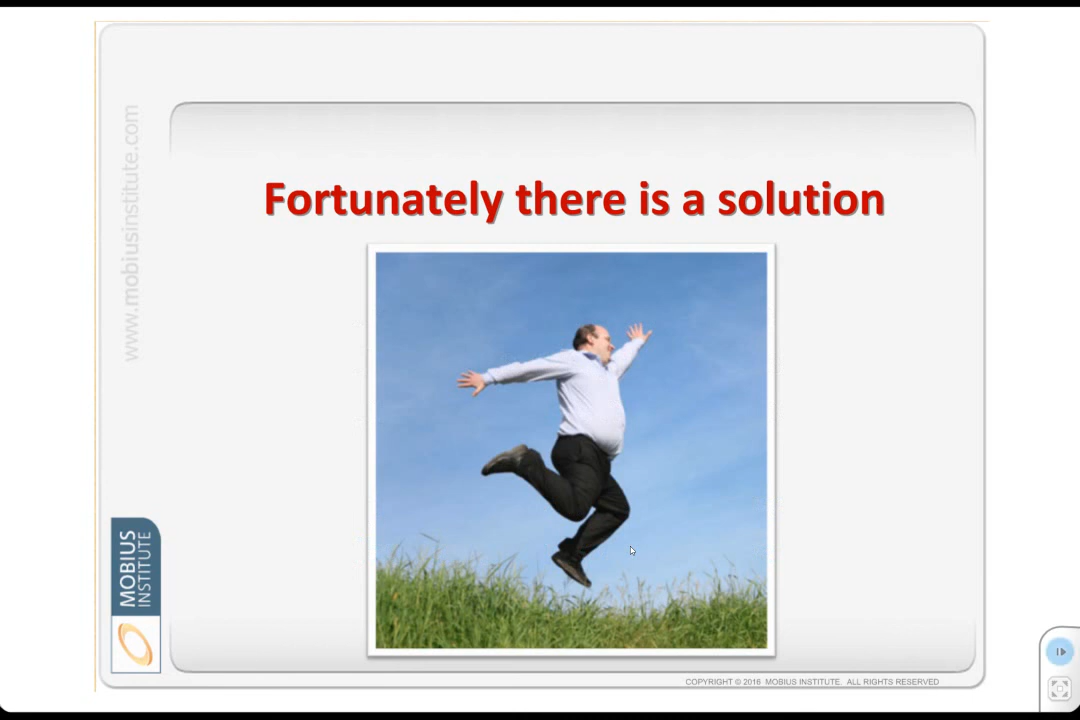 Fortunately there is a solution
www.mobiusinstitute.com
MOBIUS
INSTITUTE
COPYRIGHT © 2016 MOBIUS INSTITUTE. ALL RIGHTS RESERVED